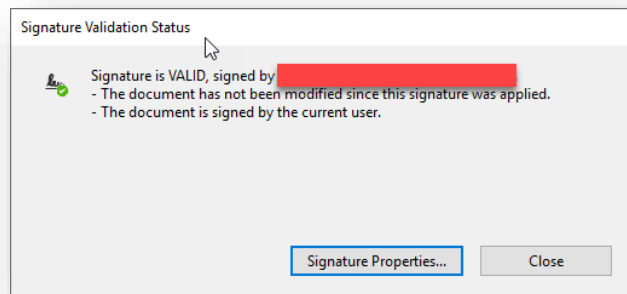 Signature Validation Status
Signature is VALID, signed by
- The document has not been modified since this signature was applied.
- The document is signed by the current user.
Signature Properties...
Close